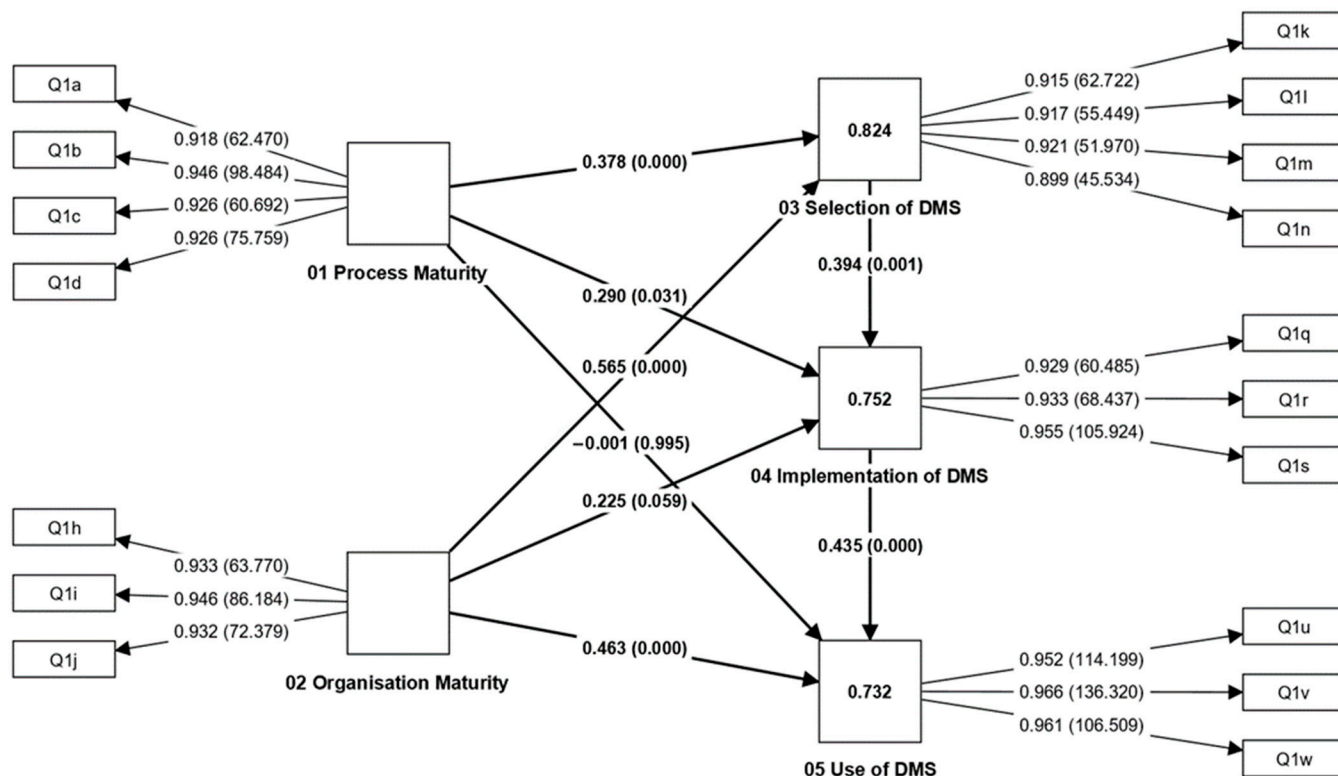 Q1a
Q1b
Q1c
Q1d
0.918 (62.470)
0.946 (98.484)
0.926 (60.692)
0.926 (75.759)
01 Process Maturity
Q1h
Q1i
Q1j
0.933 (63.770)
0.946 (86.184)
0.932 (72.379)
02 Organisation Maturity
0.378 (0.000)
0.290 (0.031)
0.565 (0.000)
−0.001 (0.995)
0.225 (0.059)
0.463 (0.000)
0.824
03 Selection of DMS
0.394 (0.001)
0.752
04 Implementation of DMS
0.435 (0.000)
0.732
05 Use of DMS
0.915 (62.722)
0.917 (55.449)
0.921 (51.970)
0.899 (45.534)
Q1k
Q1l
Q1m
Q1n
0.929 (60.485)
0.933 (68.437)
0.955 (105.924)
Q1q
Q1r
Q1s
0.952 (114.199)
0.966 (136.320)
0.961 (106.509)
Q1u
Q1v
Q1w